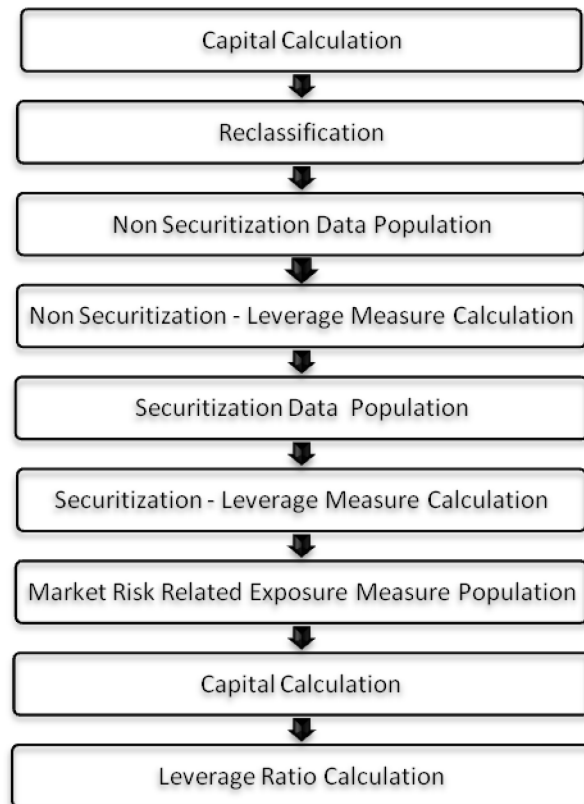 Capital Calculation
Reclassification
Non Securitization Data Population
Non Securitization - Leverage Measure Calculation
Securitization Data Population
Securitization - Leverage Measure Calculation
Market Risk Related Exposure Measure Population
Capital Calculation
Leverage Ratio Calculation